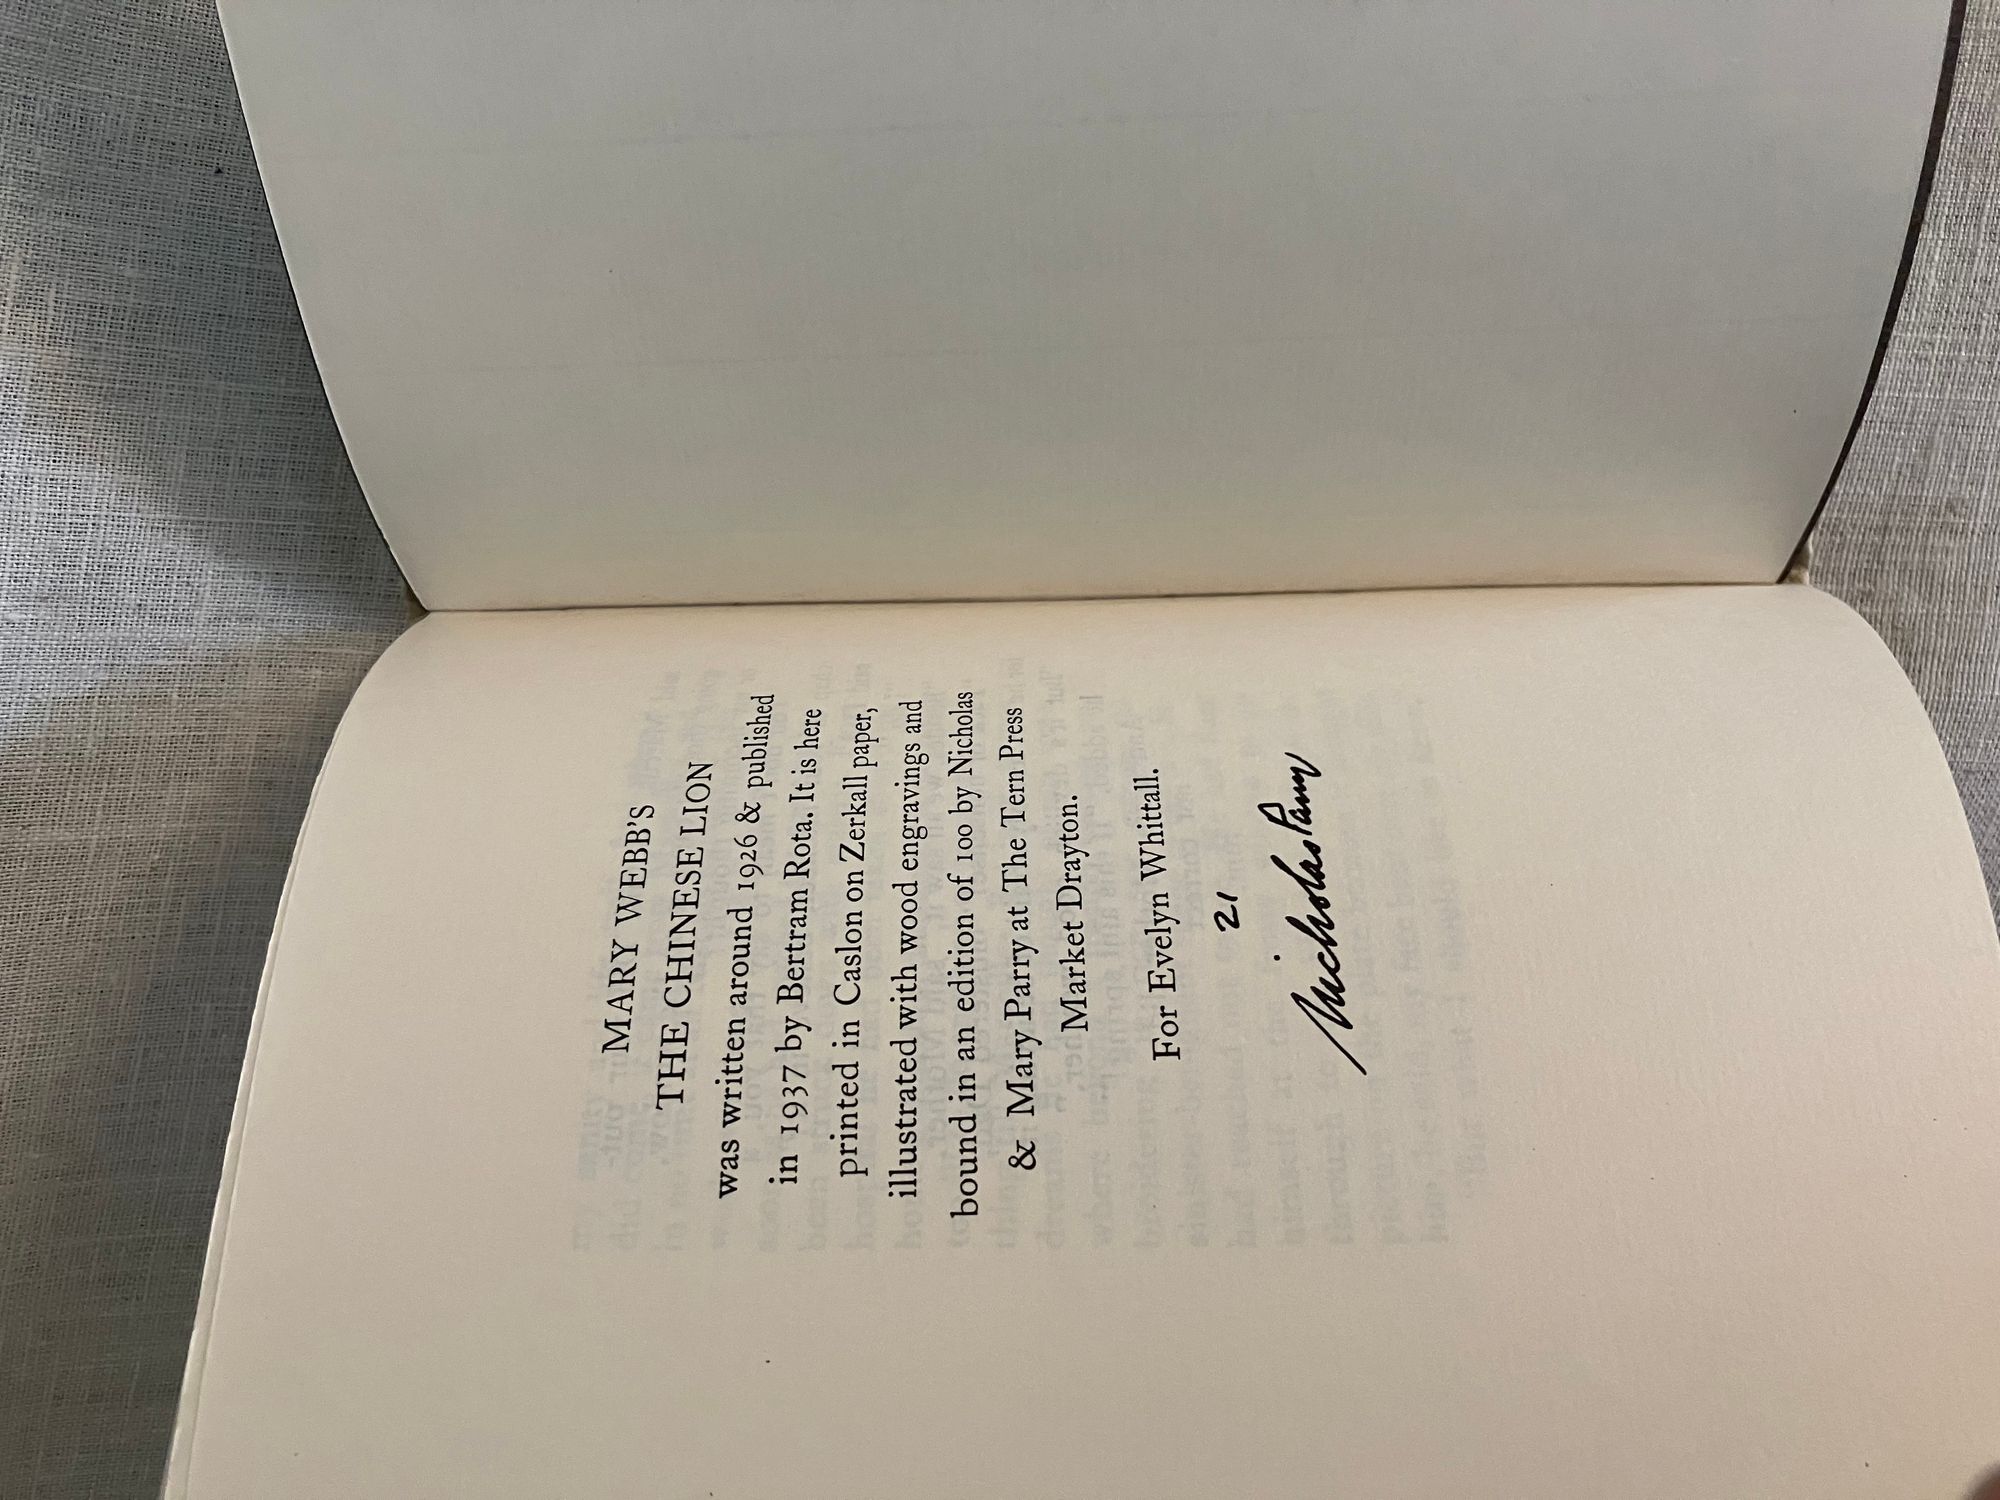 MARY WEBB'S
THE CHINESE LION
was written around 1926 & published
in 1937 by Bertram Rota. It is here
printed in Caslon on Zerkall paper,
illustrated with wood engravings and
bound in an edition of 100 by Nicholas
& Mary Parry at The Tern Press
Market Drayton.
For Evelyn Whittall.
21
Nicholas Parry